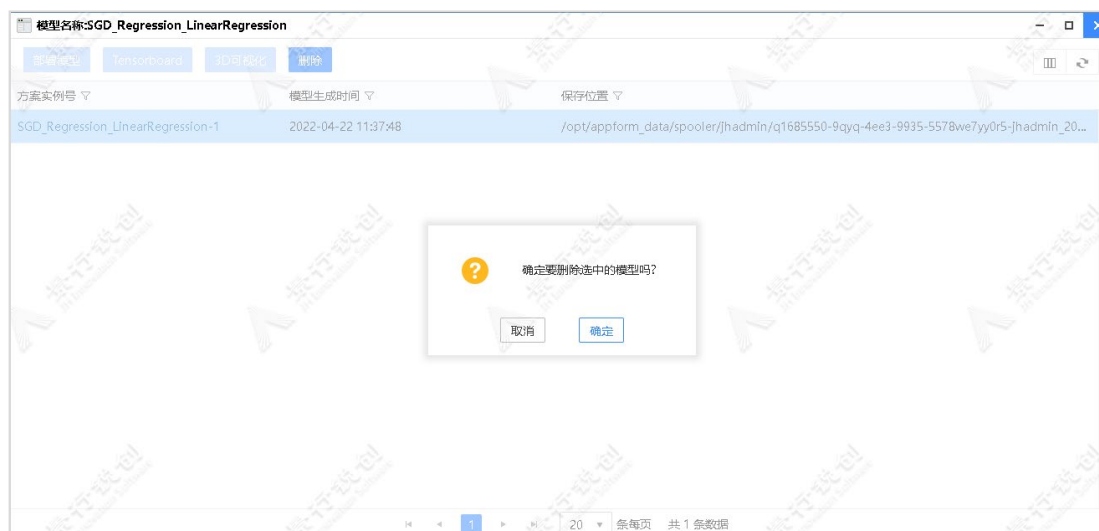 模型名称:SGD_Regression_LinearRegression
部署模型 Tensorboard 3D可视化 删除
方案实例号 模型生成时间 保存位置
SGD_Regression_LinearRegression-1 2022-04-22 11:37:48 /opt/appform_data/spooler/jhadmin/q1685550-9qyq-4ee3-9935-5578we7yy0r5-jhadmin_20...
确定要删除选中的模型吗?
取消 确定
1 20 条每页 共 1 条数据